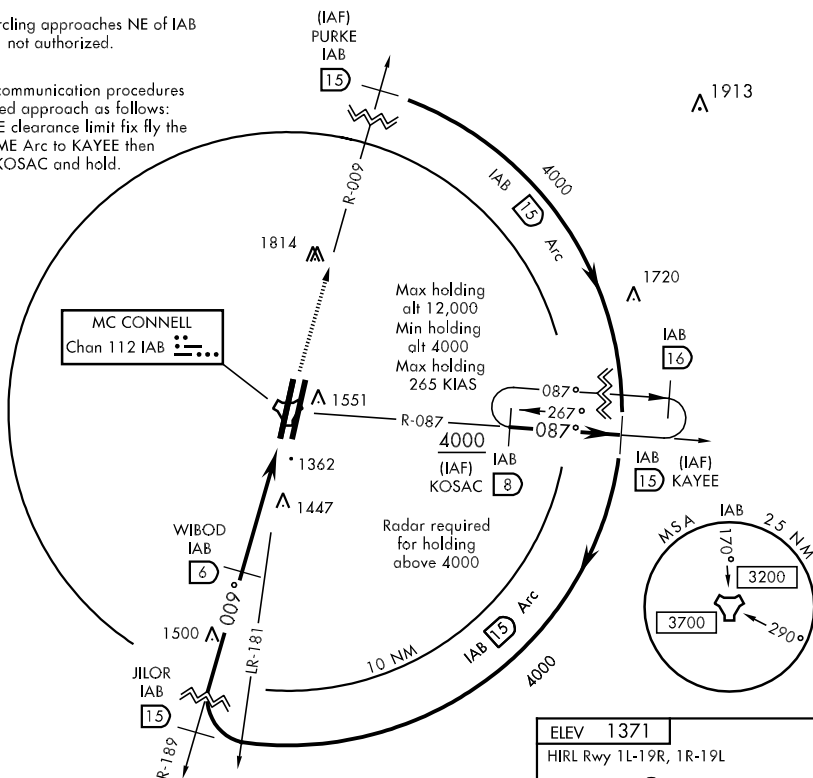 rcling approaches NE of IAB
not authorized.
ommunication procedures
ed approach as follows:
E clearance limit fix fly the
ME Arc to KAYEE then
KOSAC and hold.
(IAF)
PURKE
IAB
15
R-009
1913
4000
IAB 15 Arc
1814
1720
MC CONNELL
Chan 112 IAB
Max holding
alt 12,000
Min holding
alt 4000
Max holding
265 KIAS
IAB
16
087°
267°
087°
1551
R-087
4000
(IAF)
KOSAC
IAB
8
IAB
15
(IAF)
KAYEE
1362
1447
Radar required
for holding
above 4000
WIBOD
IAB
6
009°
1500
LR-181
JILOR
IAB
15
R-189
10 NM
IAB 15 Arc
4000
MSA IAB 25 NM
170°
3200
3700
290°
ELEV 1371
HIRL Rwy 1L-19R, 1R-19L